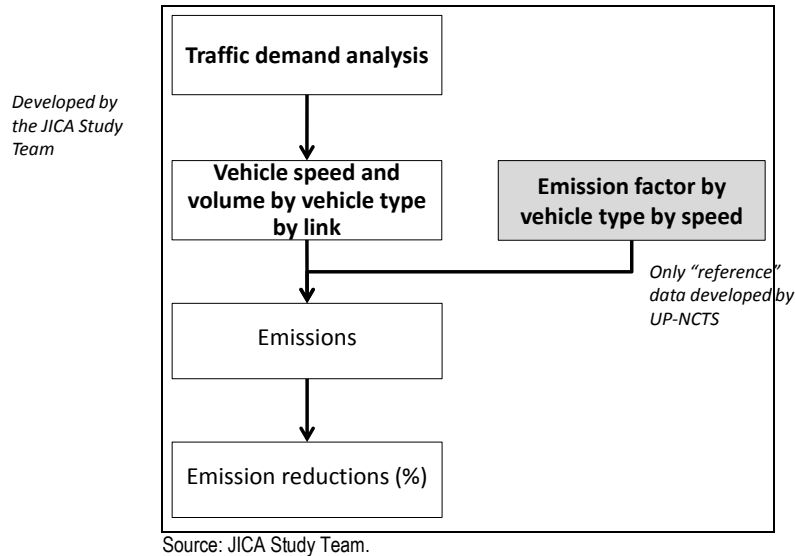 Traffic demand analysis
Developed by
the JICA Study
Team
Vehicle speed and
volume by vehicle type
by link
Emission factor by
vehicle type by speed
Only “reference”
data developed by
UP-NCTS
Emissions
Emission reductions (%)
Source: JICA Study Team.